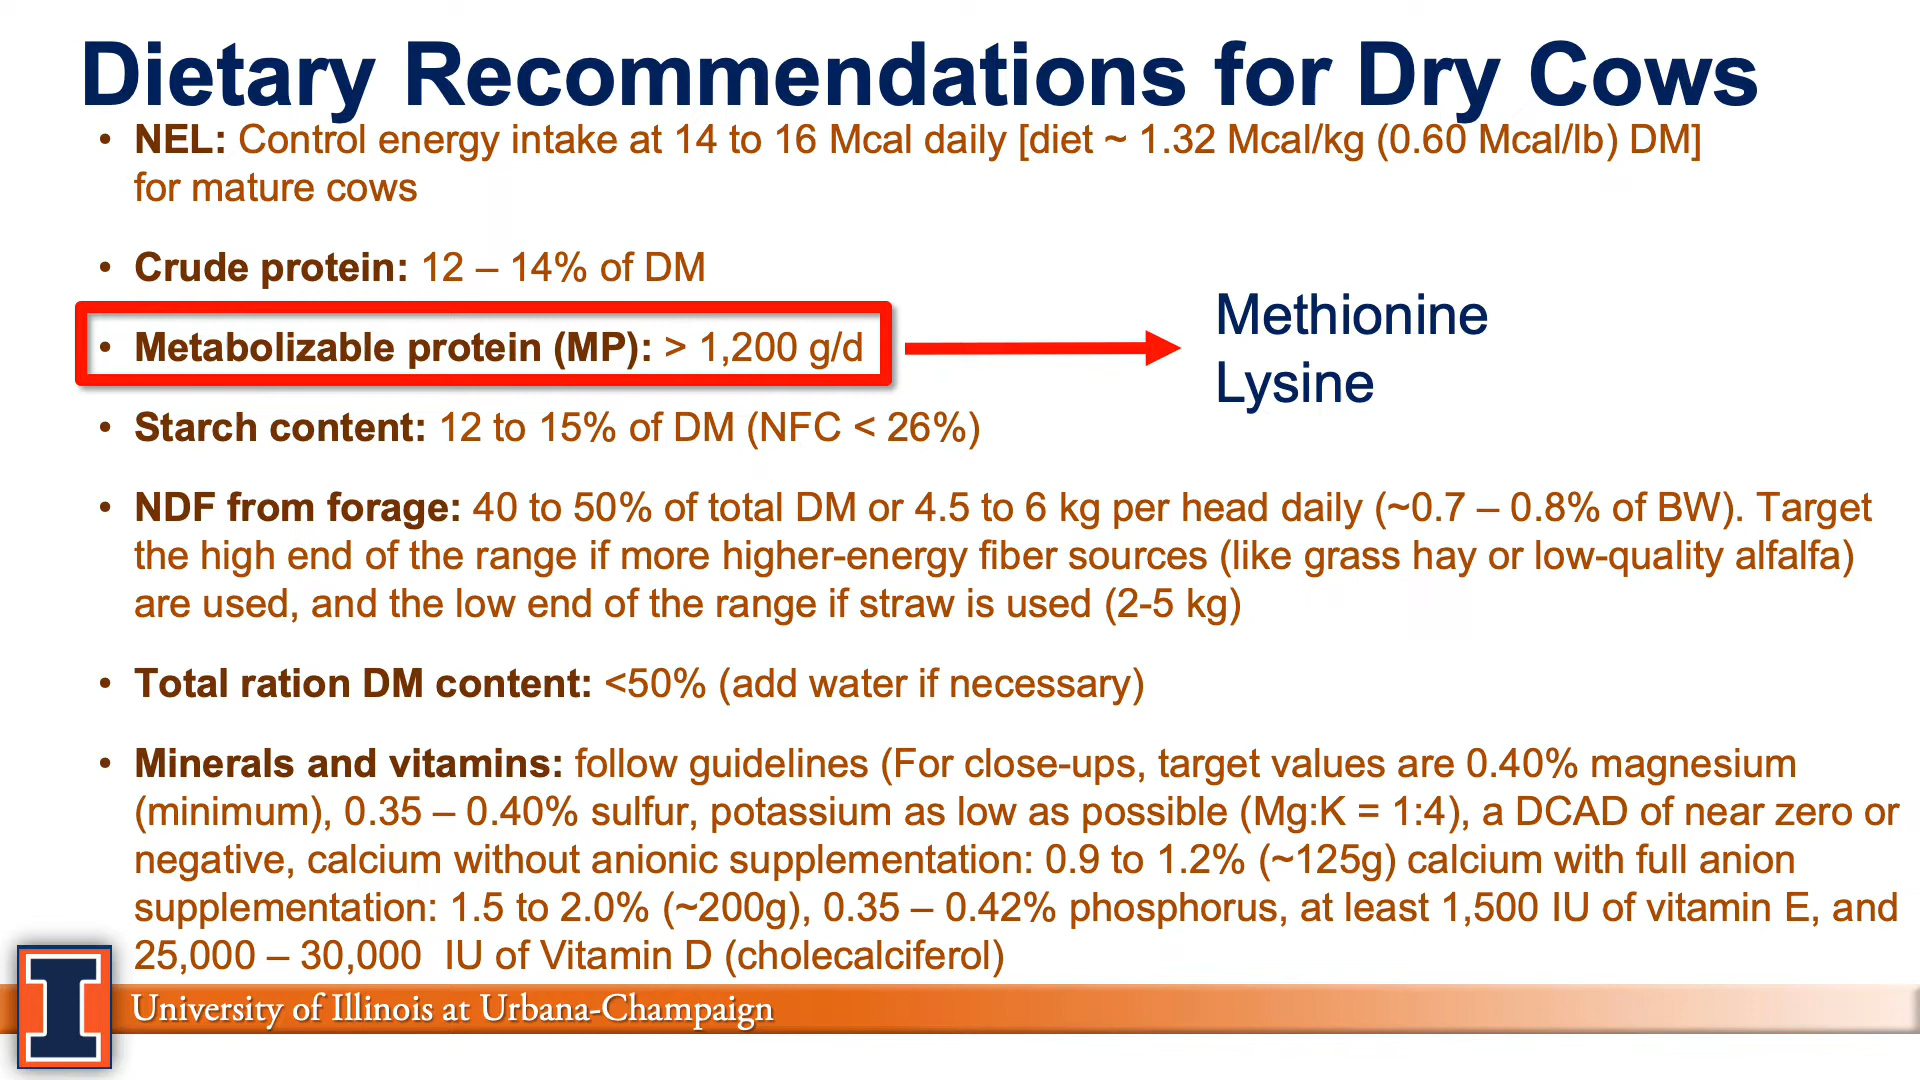 Dietary Recommendations for Dry Cows
• NEL: Control energy intake at 14 to 16 Mcal daily [diet ~ 1.32 Mcal/kg (0.60 Mcal/lb) DM]
for mature cows
• Crude protein: 12 – 14% of DM
• Metabolizable protein (MP): > 1,200 g/d
Methionine
Lysine
• Starch content: 12 to 15% of DM (NFC < 26%)
• NDF from forage: 40 to 50% of total DM or 4.5 to 6 kg per head daily (~0.7 – 0.8% of BW). Target
the high end of the range if more higher-energy fiber sources (like grass hay or low-quality alfalfa)
are used, and the low end of the range if straw is used (2-5 kg)
• Total ration DM content: <50% (add water if necessary)
• Minerals and vitamins: follow guidelines (For close-ups, target values are 0.40% magnesium
(minimum), 0.35 – 0.40% sulfur, potassium as low as possible (Mg:K = 1:4), a DCAD of near zero or
negative, calcium without anionic supplementation: 0.9 to 1.2% (~125g) calcium with full anion
supplementation: 1.5 to 2.0% (~200g), 0.35 – 0.42% phosphorus, at least 1,500 IU of vitamin E, and
25,000 – 30,000  IU of Vitamin D (cholecalciferol)
I
University of Illinois at Urbana-Champaign